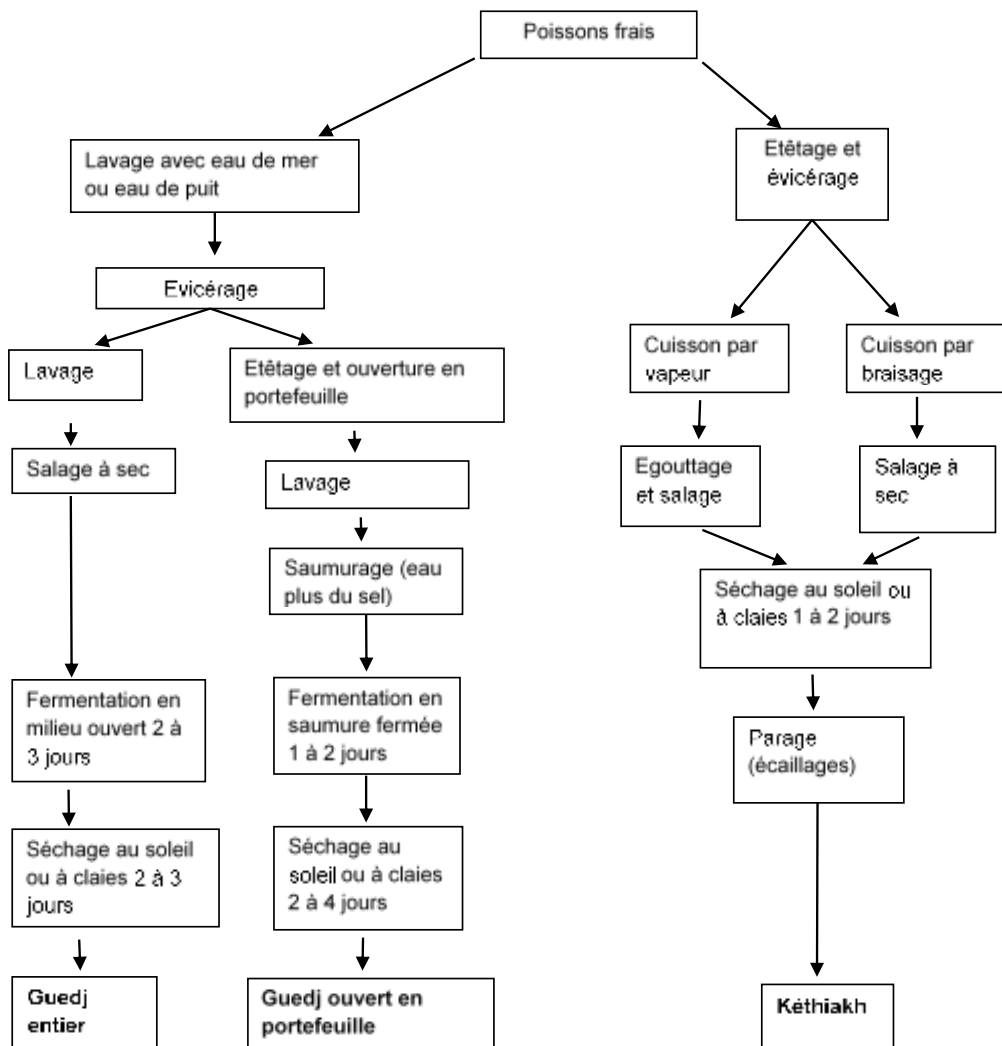 Poissons frais
Lavage avec eau de mer
ou eau de puit
Etêtage et
évicérage
Evicérage
Lavage
Etêtage et ouverture en
portefeuille
Cuisson par
vapeur
Cuisson par
braisage
Salage à sec
Lavage
Egouttage
et salage
Salage à
sec
Saumurage (eau
plus du sel)
Séchage au soleil ou
à claies 1 à 2 jours
Fermentation en
milieu ouvert 2 à
3 jours
Fermentation en
saumure fermée
1 à 2 jours
Parage
(écaillages)
Séchage au soleil
ou à claies 2 à 3
jours
Séchage au
soleil ou à claies
2 à 4 jours
Guedj
entier
Guedj ouvert en
portefeuille
Kéthiakh